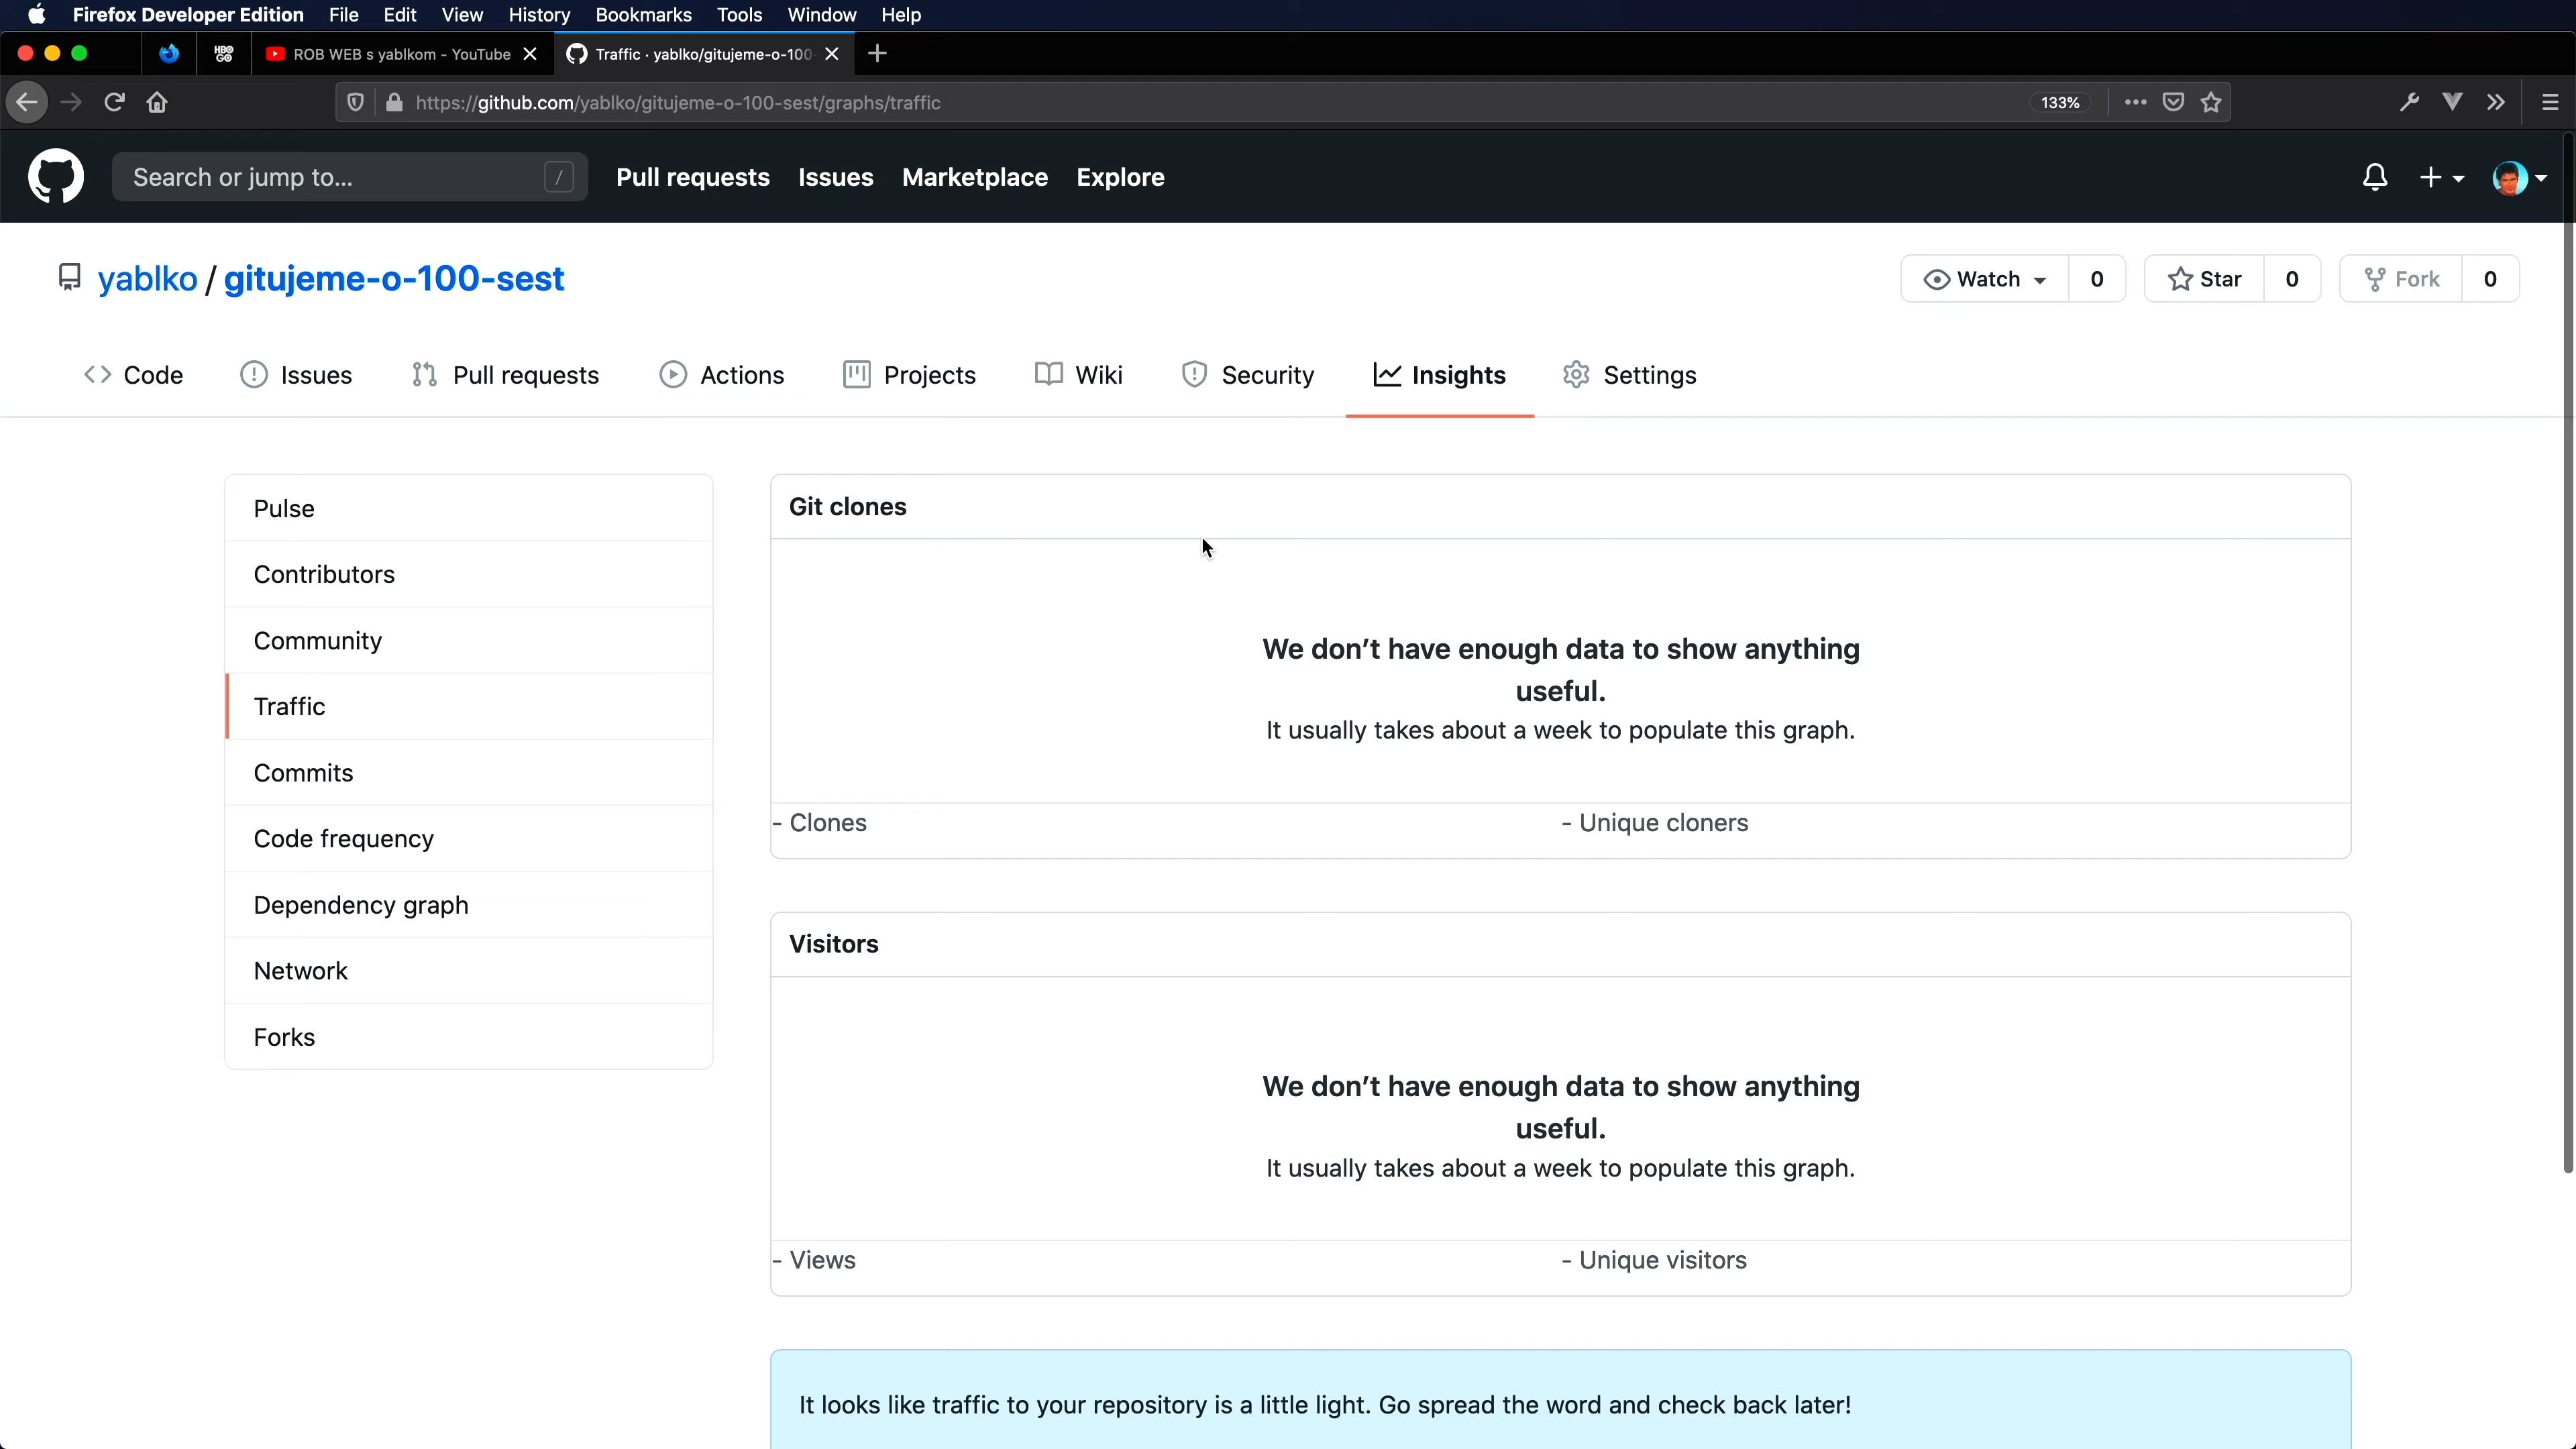 Firefox Developer Edition File Edit View History Bookmarks Tools Window Help
HBO GO ROB WEB s yablkom - YouTube Traffic · yablko/gitujeme-o-100-
https://github.com/yablko/gitujeme-o-100-sest/graphs/traffic 133%
Search or jump to... / Pull requests Issues Marketplace Explore
yablko / gitujeme-o-100-sest Watch 0 Star 0 Fork 0
Code Issues Pull requests Actions Projects Wiki Security Insights Settings
Pulse
Contributors
Community
Traffic
Commits
Code frequency
Dependency graph
Network
Forks
Git clones
We don’t have enough data to show anything
useful.
It usually takes about a week to populate this graph.
- Clones - Unique cloners
Visitors
We don’t have enough data to show anything
useful.
It usually takes about a week to populate this graph.
- Views - Unique visitors
It looks like traffic to your repository is a little light. Go spread the word and check back later!